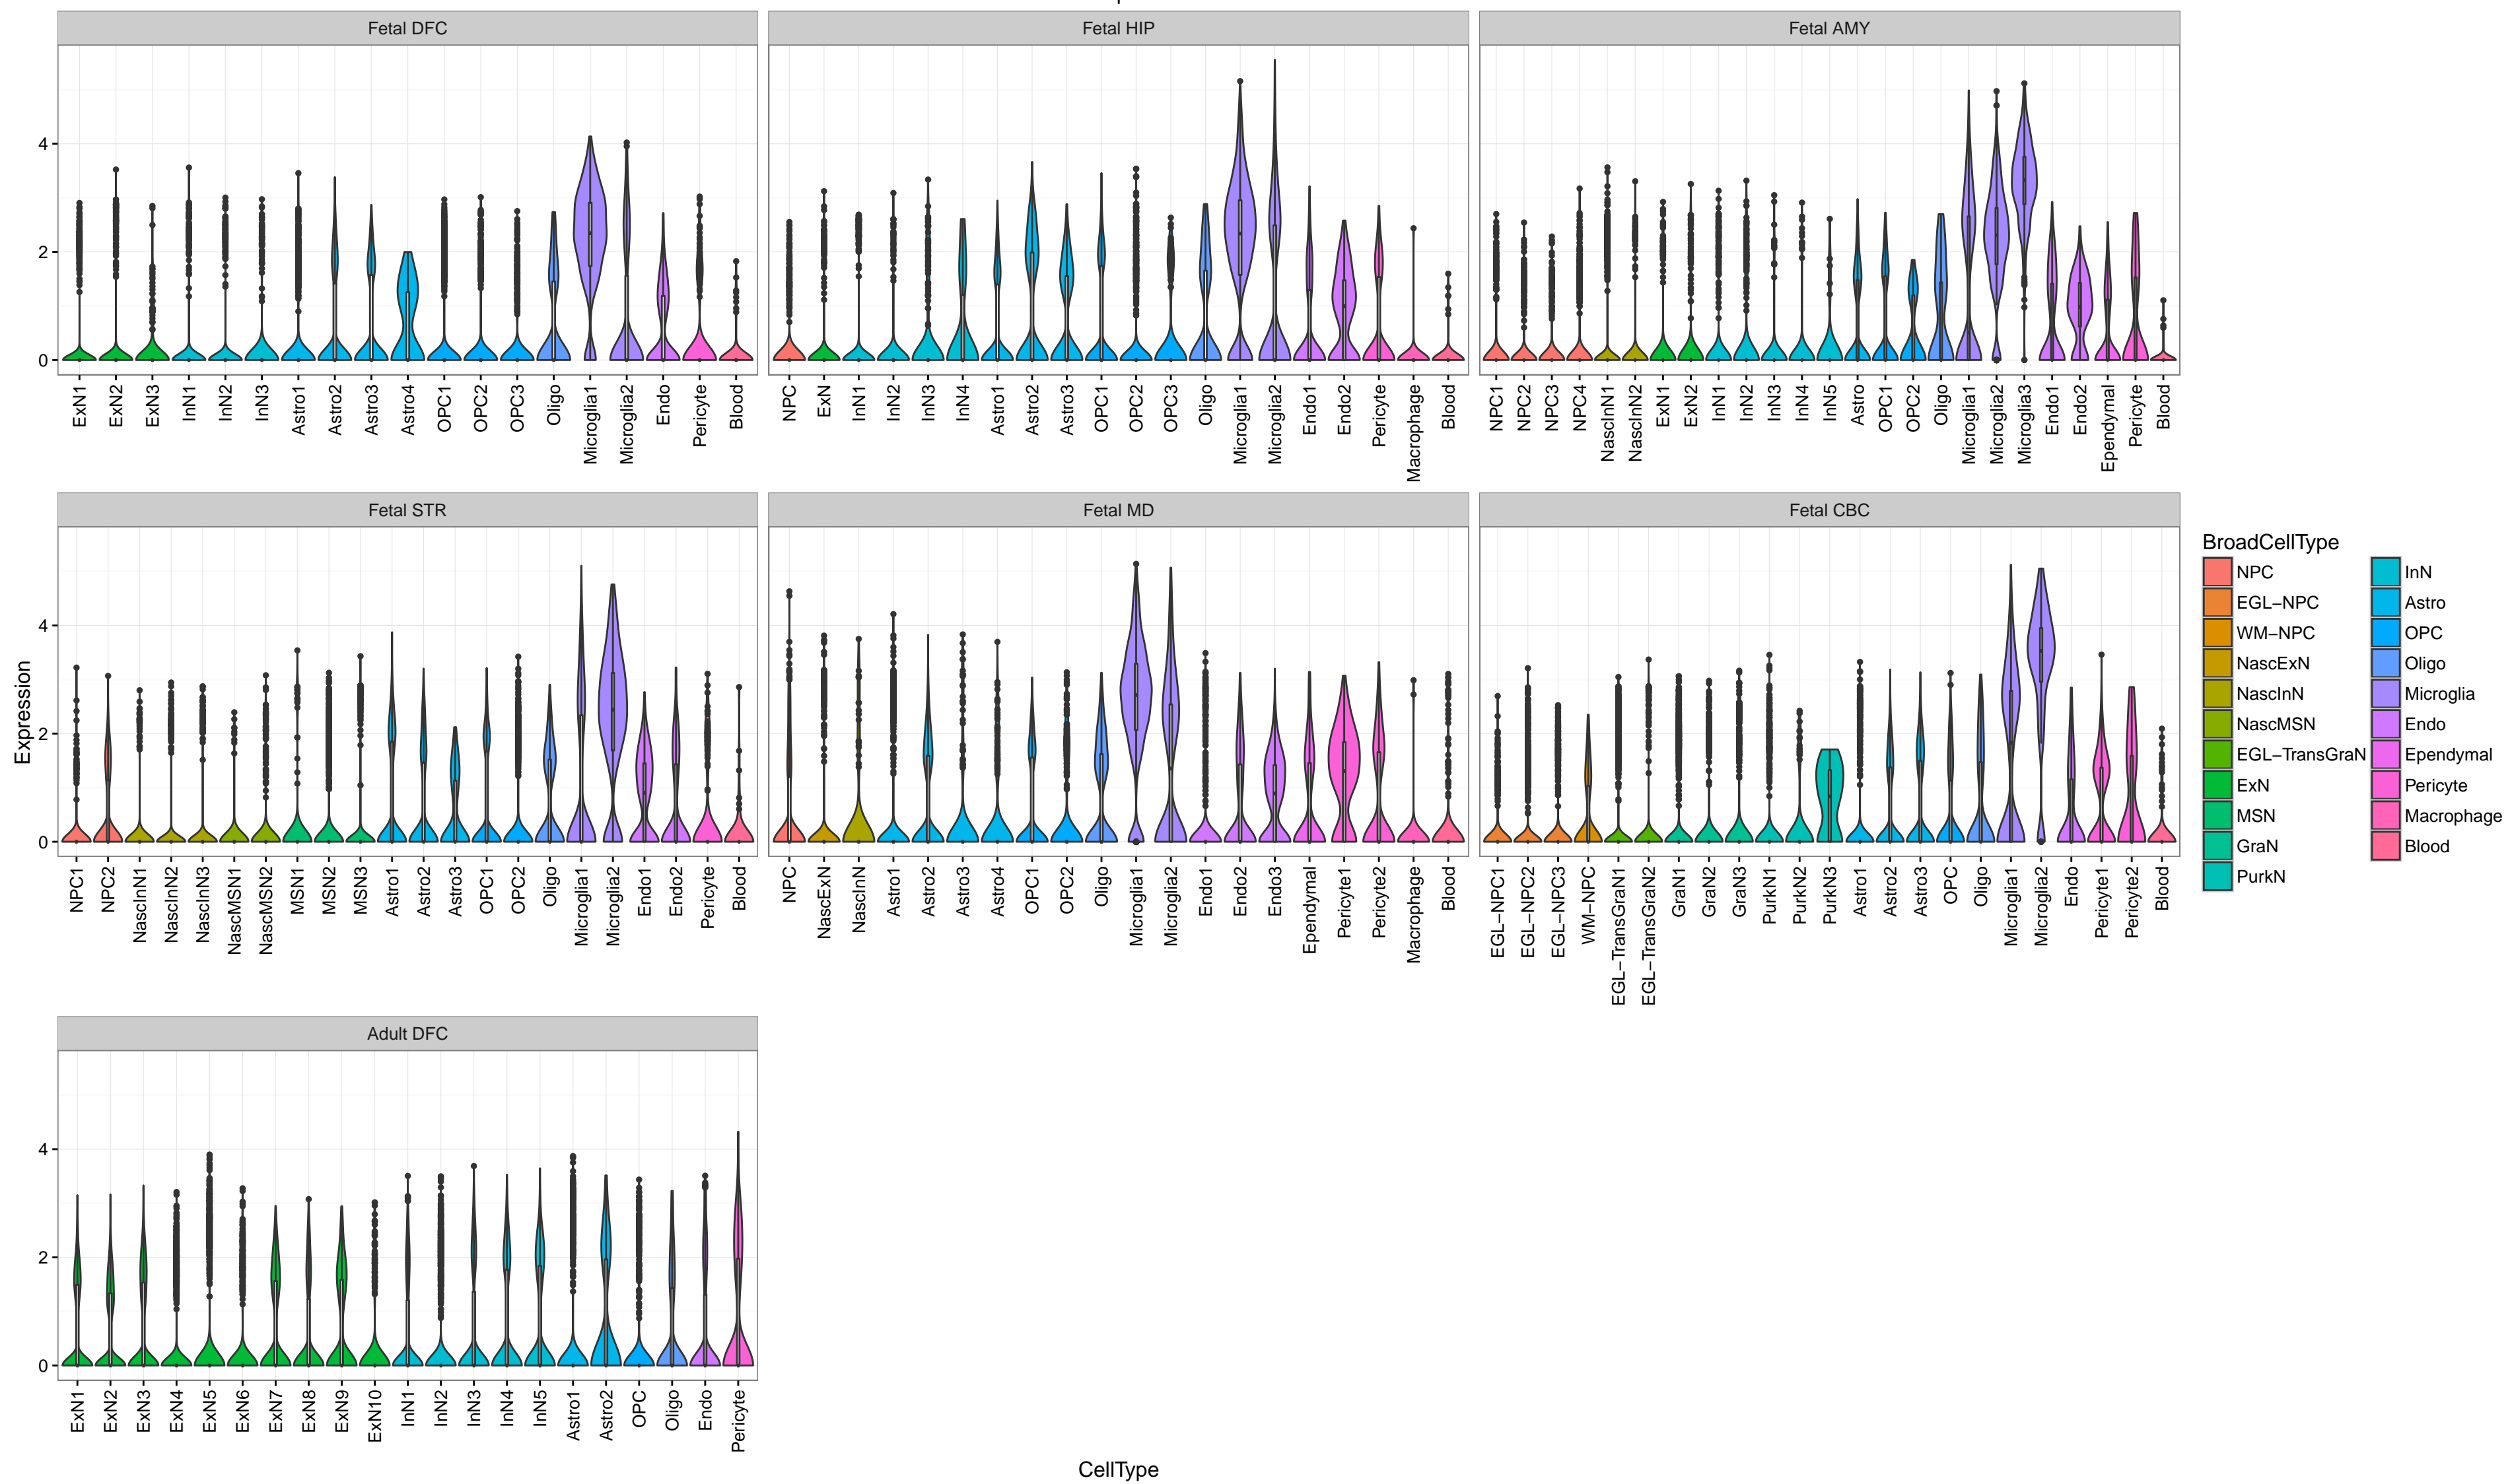 Fetal DFC
Fetal HIP
Fetal AMY
4
2
0
ExN1 ExN2 ExN3 InN1 InN2 InN3 Astro1 Astro2 Astro3 Astro4 OPC1 OPC2 OPC3 Oligo Microglia1 Microglia2 Endo Pericyte Blood
NPC ExN InN1 InN2 InN3 InN4 Astro1 Astro2 Astro3 OPC1 OPC2 OPC3 Oligo Microglia1 Microglia2 Endo1 Endo2 Pericyte Macrophage Blood
NPC1 NPC2 NPC3 NPC4 NascInN1 NascInN2 ExN1 ExN2 InN1 InN2 InN3 InN4 InN5 Astro OPC1 OPC2 Oligo Microglia1 Microglia2 Microglia3 Endo1 Endo2 Ependymal Pericyte Blood
Fetal STR
Fetal MD
Fetal CBC
Expression
4
2
0
NPC1 NPC2 NascInN1 NascInN2 NascInN3 NascMSN1 NascMSN2 MSN1 MSN2 MSN3 Astro1 Astro2 Astro3 OPC1 OPC2 Oligo Microglia1 Microglia2 Endo1 Endo2 Pericyte Blood
NPC NascExN NascInN Astro1 Astro2 Astro3 Astro4 OPC1 OPC2 Oligo Microglia1 Microglia2 Endo1 Endo2 Endo3 Ependymal Pericyte1 Pericyte2 Macrophage Blood
EGL−NPC1 EGL−NPC2 EGL−NPC3 WM−NPC EGL−TransGraN1 EGL−TransGraN2 GraN1 GraN2 GraN3 PurkN1 PurkN2 PurkN3 Astro1 Astro2 Astro3 OPC Oligo Microglia1 Microglia2 Endo Pericyte1 Pericyte2 Blood
BroadCellType
NPC
EGL−NPC
WM−NPC
NascExN
NascInN
NascMSN
EGL−TransGraN
ExN
MSN
GraN
PurkN
InN
Astro
OPC
Oligo
Microglia
Endo
Ependymal
Pericyte
Macrophage
Blood
Adult DFC
4
2
0
ExN1 ExN2 ExN3 ExN4 ExN5 ExN6 ExN7 ExN8 ExN9 ExN10 InN1 InN2 InN3 InN4 InN5 Astro1 Astro2 OPC Oligo Endo Pericyte
CellType